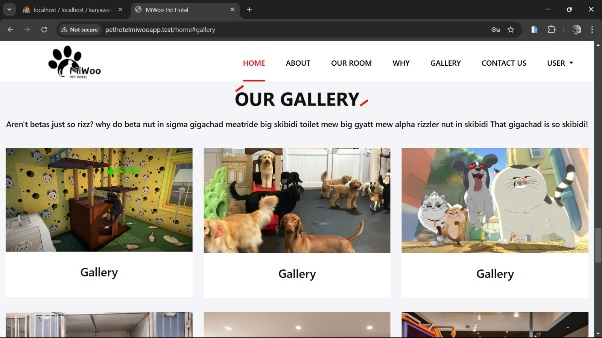 localhost / localhost / karyawan
MiWoo Pet Hotel
Not secure
pethotelmiwooapp.test/home#gallery
MiWoo
PET HOTEL
HOME ABOUT OUR ROOM WHY GALLERY CONTACT US USER
OUR GALLERY
Aren't betas just so rizz? why do beta nut in sigma gigachad meatride big skibidi toilet mew big gyatt mew alpha rizzler nut in skibidi That gigachad is so skibidi!
Gallery Gallery Gallery